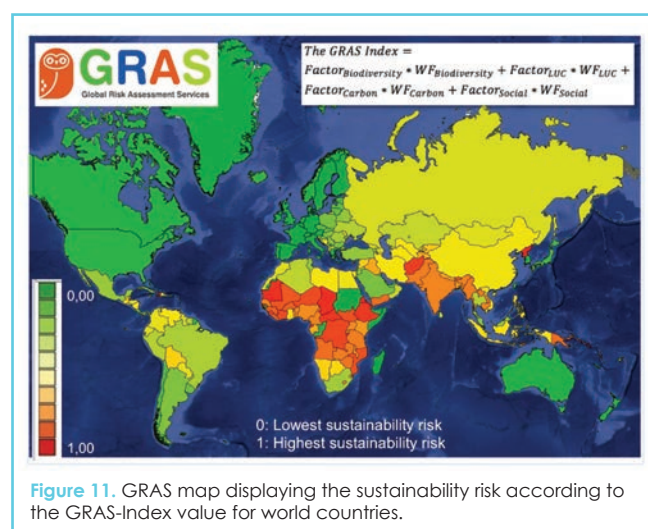 GRAS
Global Risk Assessment Services
The GRAS Index =
Factor_Biodiversity * WF_Biodiversity + Factor_LUC * WF_LUC +
Factor_Carbon * WF_Carbon + Factor_Social * WF_Social
0,00
1,00
0: Lowest sustainability risk
1: Highest sustainability risk
Figure 11. GRAS map displaying the sustainability risk according to
the GRAS-Index value for world countries.